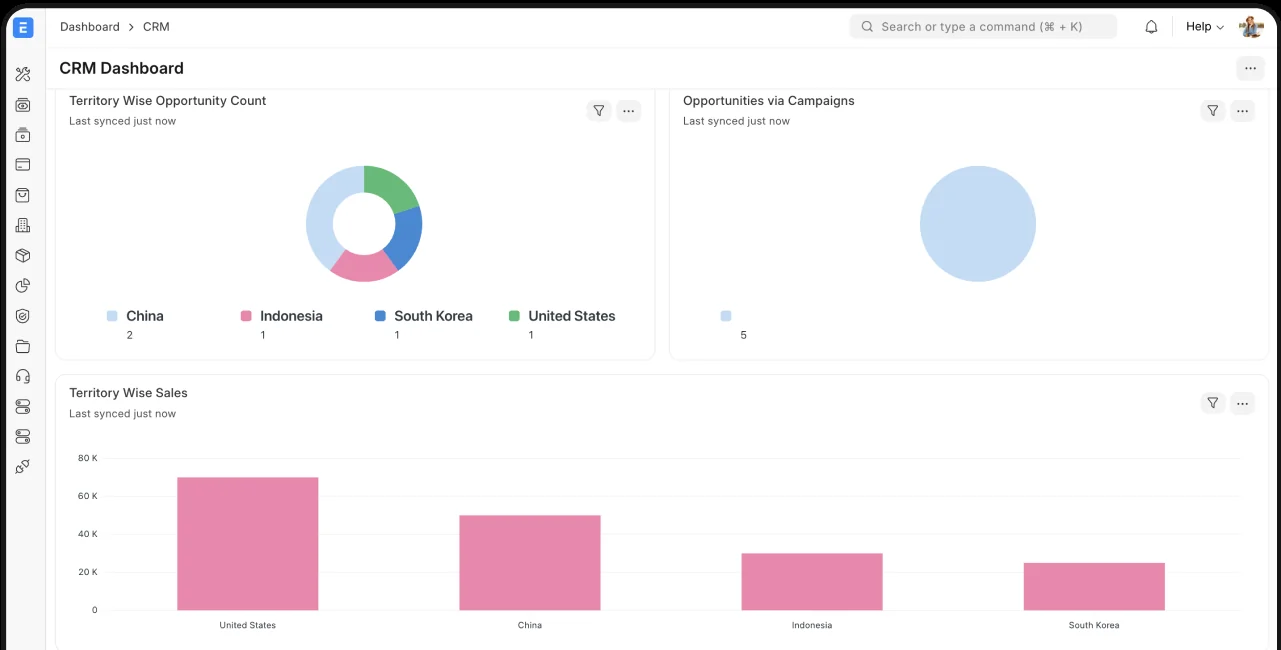 E
Dashboard > CRM
Search or type a command (⌘ + K)
Help
CRM Dashboard
Territory Wise Opportunity Count
Last synced just now
China
2
Indonesia
1
South Korea
1
United States
1
Opportunities via Campaigns
Last synced just now
5
Territory Wise Sales
Last synced just now
80 K
60 K
40 K
20 K
0
United States
China
Indonesia
South Korea